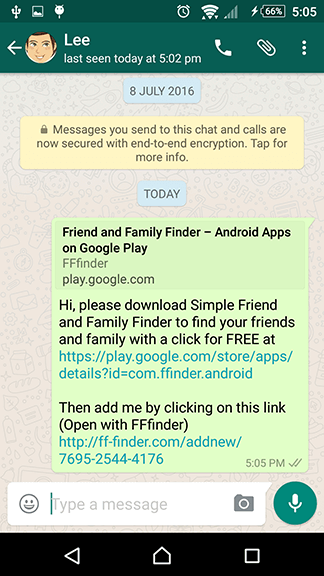 66% 5:05
Lee
last seen today at 5:02 pm
8 JULY 2016
Messages you send to this chat and calls are
now secured with end-to-end encryption. Tap for
more info.
TODAY
Friend and Family Finder – Android Apps
on Google Play
FFfinder
play.google.com
Hi, please download Simple Friend
and Family Finder to find your friends
and family with a click for FREE at
https://play.google.com/store/apps/
details?id=com.ffinder.android
Then add me by clicking on this link
(Open with FFfinder)
http://ff-finder.com/addnew/
7695-2544-4176
5:05 PM
Type a message